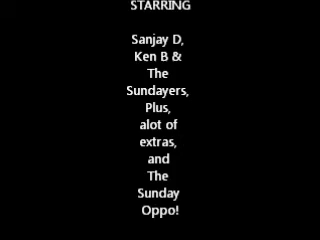 STARRING
Sanjay D,
Ken B &
The
Sundayers,
Plus,
alot of
extras,
and
The
Sunday
Oppo!